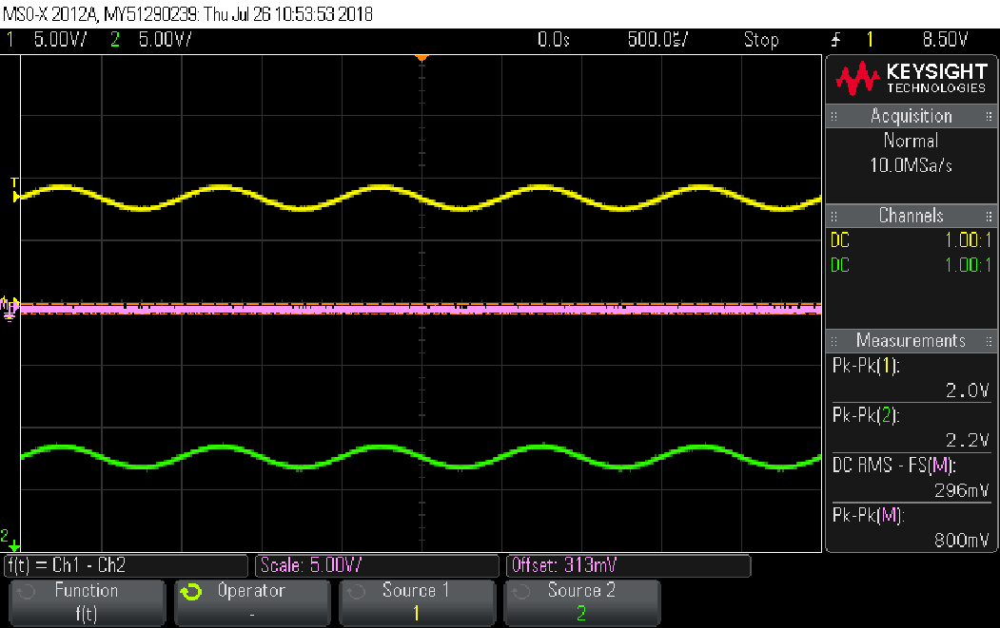 MSO-X 2012A, MY51290239: Thu Jul 26 10:53:53 2018
1 5.00V/ 2 5.00V/ 0.0s 500.0us/ Stop 1 8.50V
KEYSIGHT
TECHNOLOGIES
Acquisition
Normal
10.0MSa/s
Channels
DC 1.00:1
DC 1.00:1
Measurements
Pk-Pk(1):
2.0V
Pk-Pk(2):
2.2V
DC RMS - FS(M):
296mV
Pk-Pk(M):
800mV
T
2
f(t) = Ch1 - Ch2 Scale: 5.00V/ Offset: 313mV
Function Operator Source 1 Source 2
f(t) - 1 2